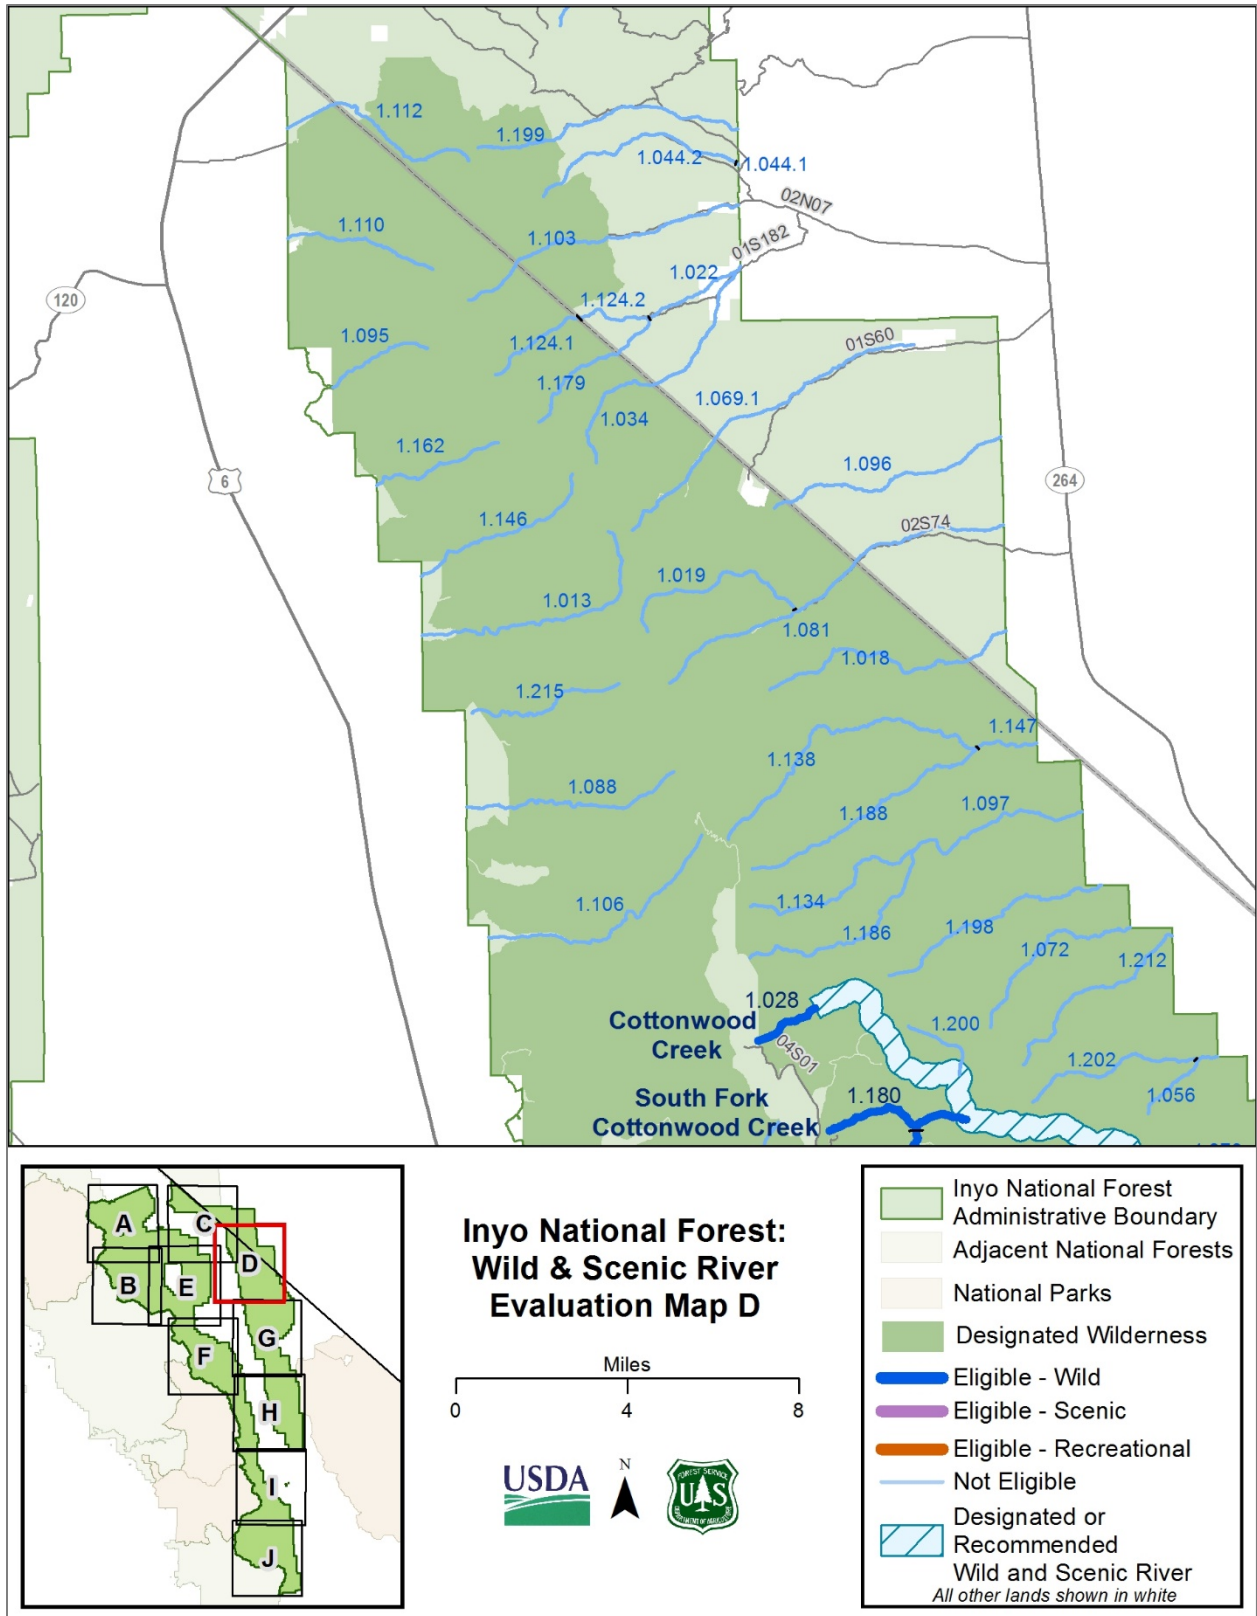 1.112
1.199
1.044.2
1.044.1
02N07
1.110
1.103
01S182
1.022
120
1.124.2
1.095
1.124.1
01S60
1.179
1.069.1
1.034
1.162
1.096
6
264
1.146
02S74
1.019
1.013
1.081
1.018
1.215
1.147
1.138
1.088
1.097
1.188
1.106
1.134
1.186
1.198
1.072
1.212
1.028
Cottonwood
Creek
1.200
04S01
1.202
1.056
South Fork
Cottonwood Creek
1.180
A
C
D
B
E
G
F
H
I
J
Inyo National Forest:
Wild & Scenic River
Evaluation Map D
Miles
0 4 8
USDA
N
FOREST SERVICE
U S
DEPARTMENT OF AGRICULTURE
Inyo National Forest
Administrative Boundary
Adjacent National Forests
National Parks
Designated Wilderness
Eligible - Wild
Eligible - Scenic
Eligible - Recreational
Not Eligible
Designated or
Recommended
Wild and Scenic River
All other lands shown in white